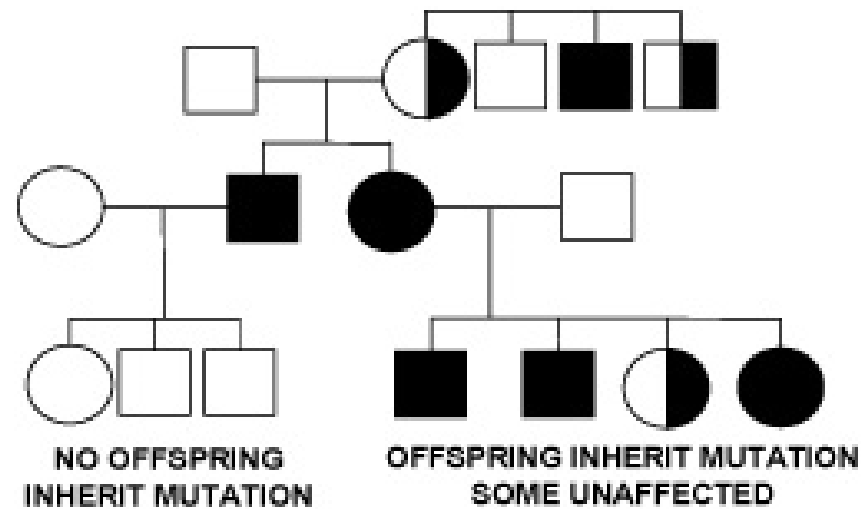 NO OFFSPRING
INHERIT MUTATION
OFFSPRING INHERIT MUTATION
SOME UNAFFECTED